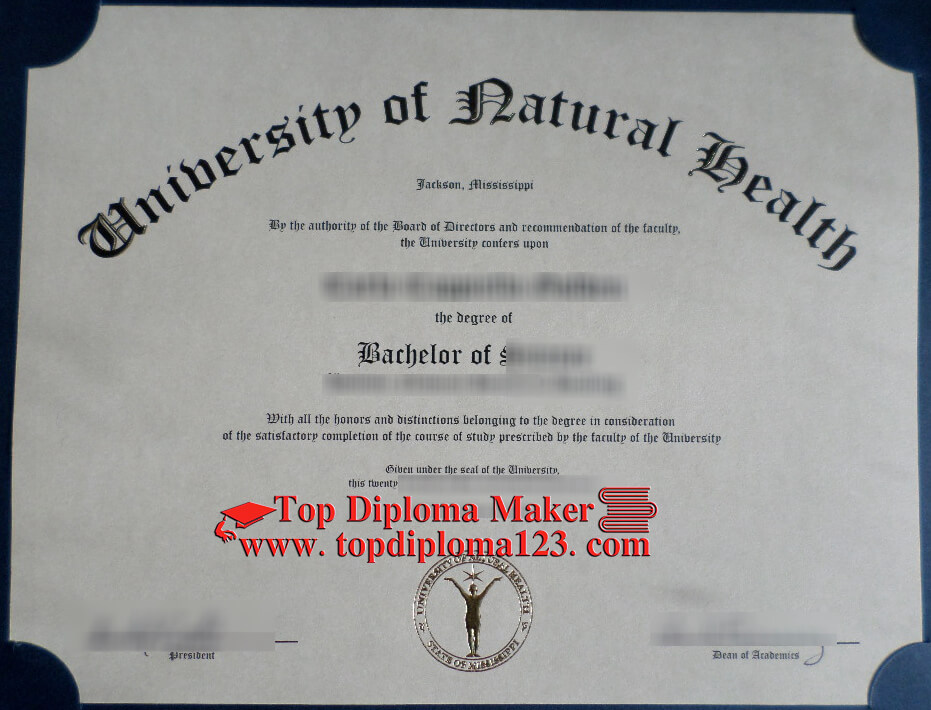 University of Natural Health
Jackson, Mississippi
By the authority of the Board of Directors and recommendation of the faculty,
the University confers upon
the degree of
Bachelor of
With all the honors and distinctions belonging to the degree in consideration
of the satisfactory completion of the course of study prescribed by the faculty of the University
Given under the seal of the University,
this twenty
Top Diploma Maker
www. topdiploma123. com
UNIVERSITY OF NATURAL HEALTH
STATE OF MISSISSIPPI
President
Dean of Academics